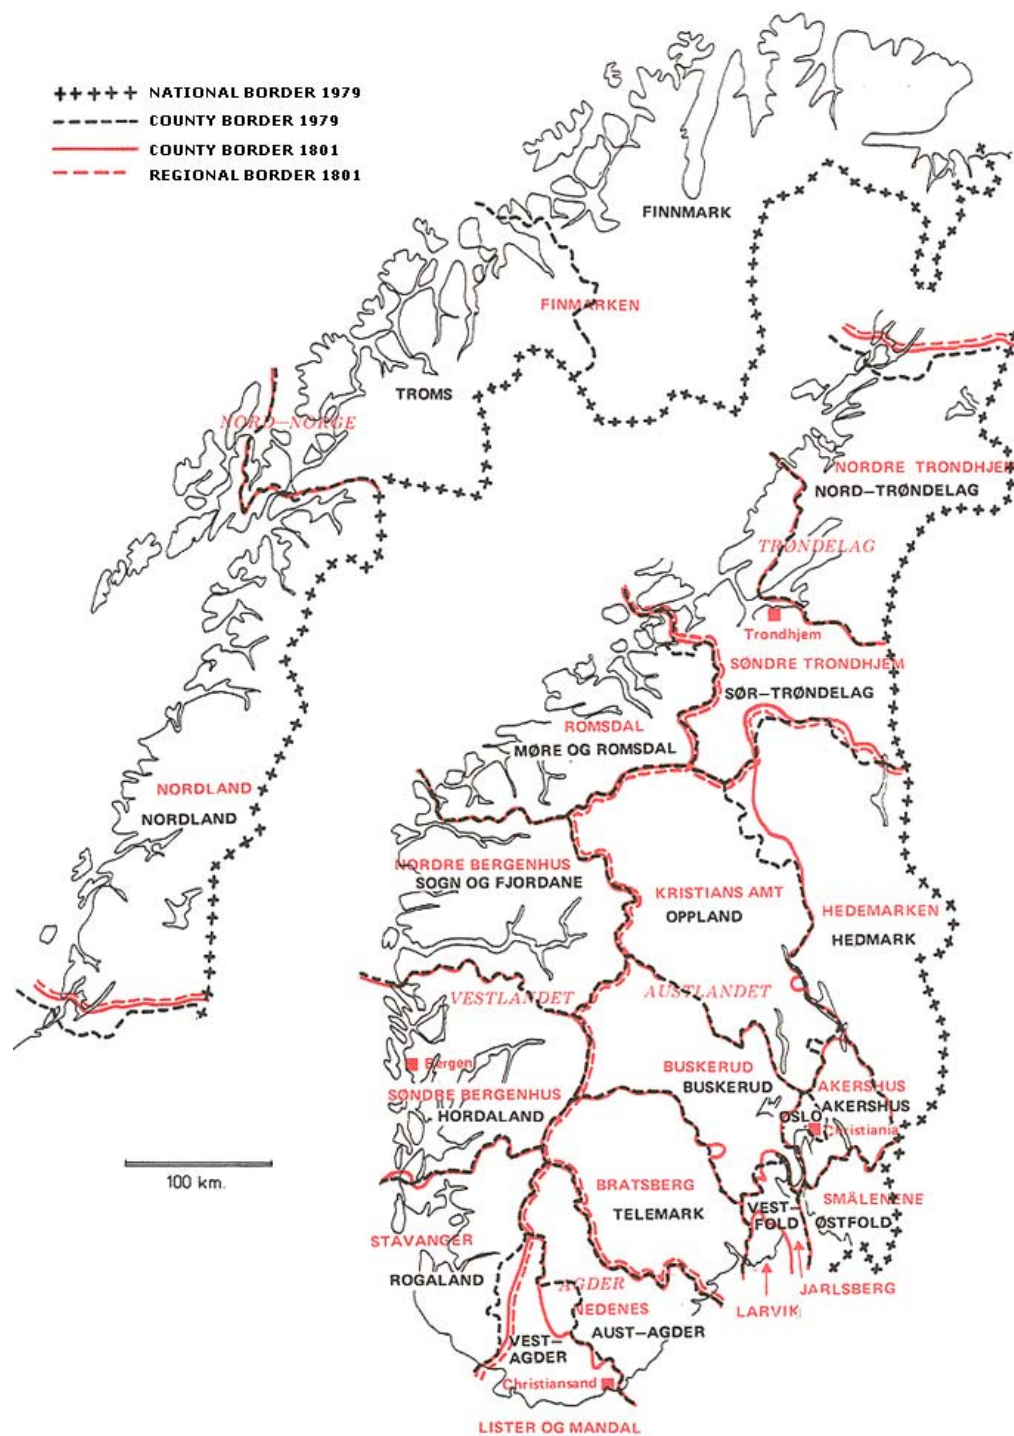 NATIONAL BORDER 1979
COUNTY BORDER 1979
COUNTY BORDER 1801
REGIONAL BORDER 1801
FINNMARK
FINMARKEN
TROMS
NORD—NORGE
NORDRE TRONDHJEM
NORD—TRØNDELAG
TRØNDELAG
Trondhjem
SØNDRE TRONDHJEM
SØR—TRØNDELAG
ROMSDAL
MØRE OG ROMSDAL
NORDLAND
NORDLAND
NORDRE BERGENHUS
SOGN OG FJORDANE
KRISTIANS AMT
OPPLAND
HEDEMARKEN
HEDMARK
VESTLANDET
AUSTLANDET
Bergen
BUSKERUD
BUSKERUD
AKERSHUS
AKERSHUS
SØNDRE BERGENHUS
HORDALAND
OSLO
Christiania
100 km.
BRATSBERG
TELEMARK
VEST—
FOLD
SMÅLENENE
ØSTFOLD
STAVANGER
ROGALAND
AGDER
NEDENES
JARLSBERG
LARVIK
AUST—AGDER
VEST—
AGDER
Christiansand
LISTER OG MANDAL